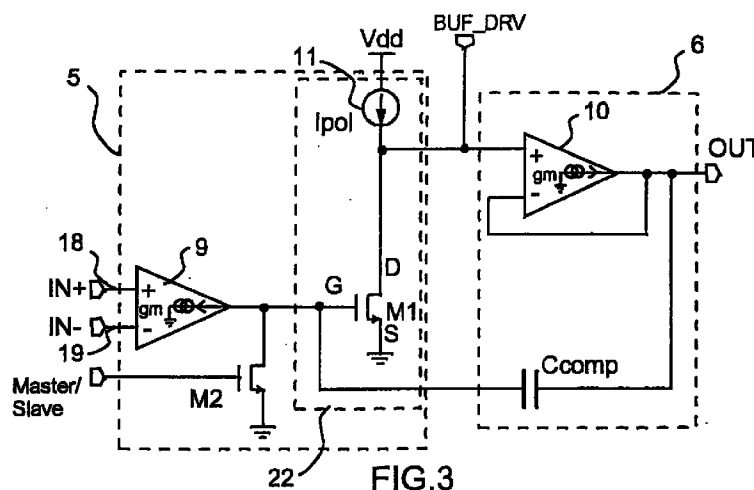 BUF_DRV
11
Vdd
6
5
Ipol
10
OUT
+
gm
-
18
9
G
D
IN+
+
gm
M1
IN-
-
S
19
Ccomp
Master/
Slave
M2
22
FIG.3